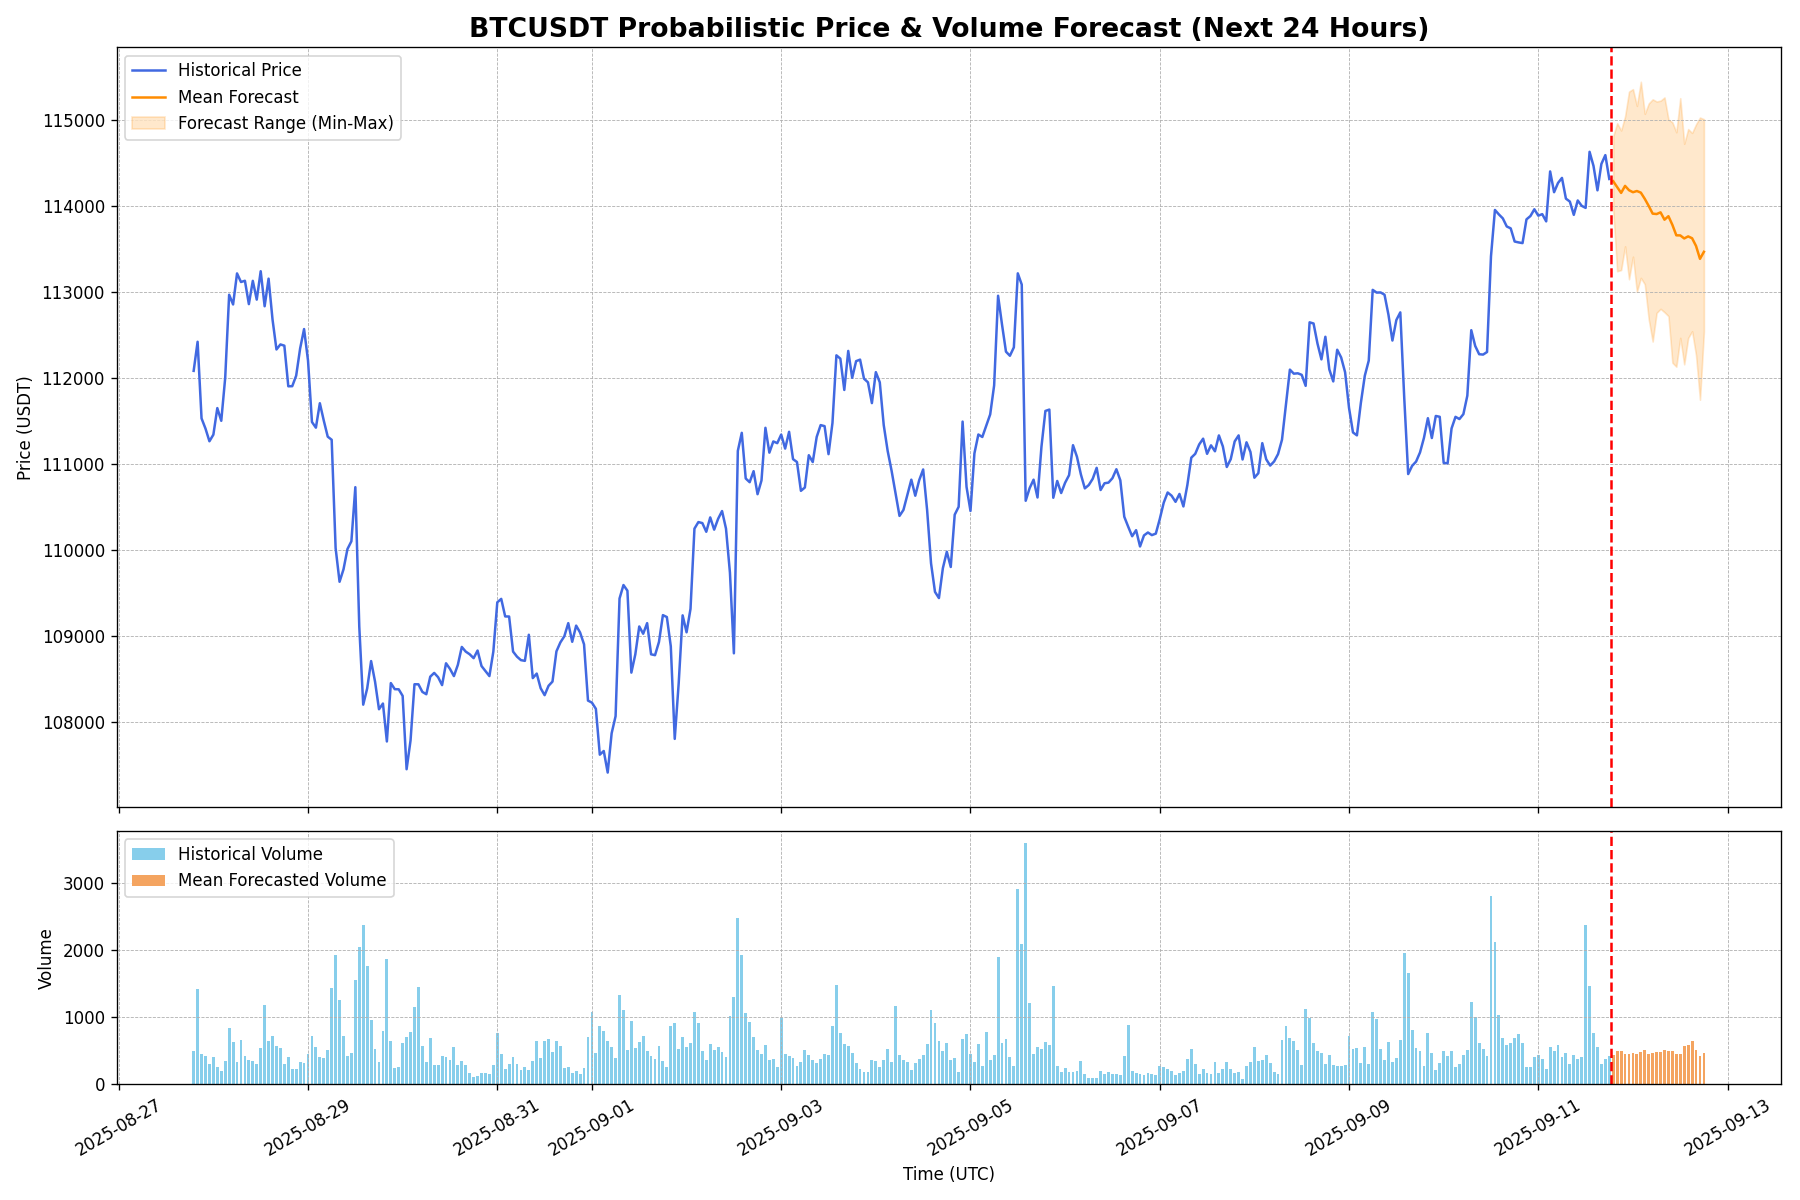 BTCUSDT Probabilistic Price & Volume Forecast (Next 24 Hours)
Historical Price
Mean Forecast
Forecast Range (Min-Max)
115000
114000
113000
112000
111000
110000
109000
108000
Price (USDT)
Historical Volume
Mean Forecasted Volume
3000
2000
1000
0
Volume
2025-08-27
2025-08-29
2025-08-31
2025-09-01
2025-09-03
2025-09-05
2025-09-07
2025-09-09
2025-09-11
2025-09-13
Time (UTC)